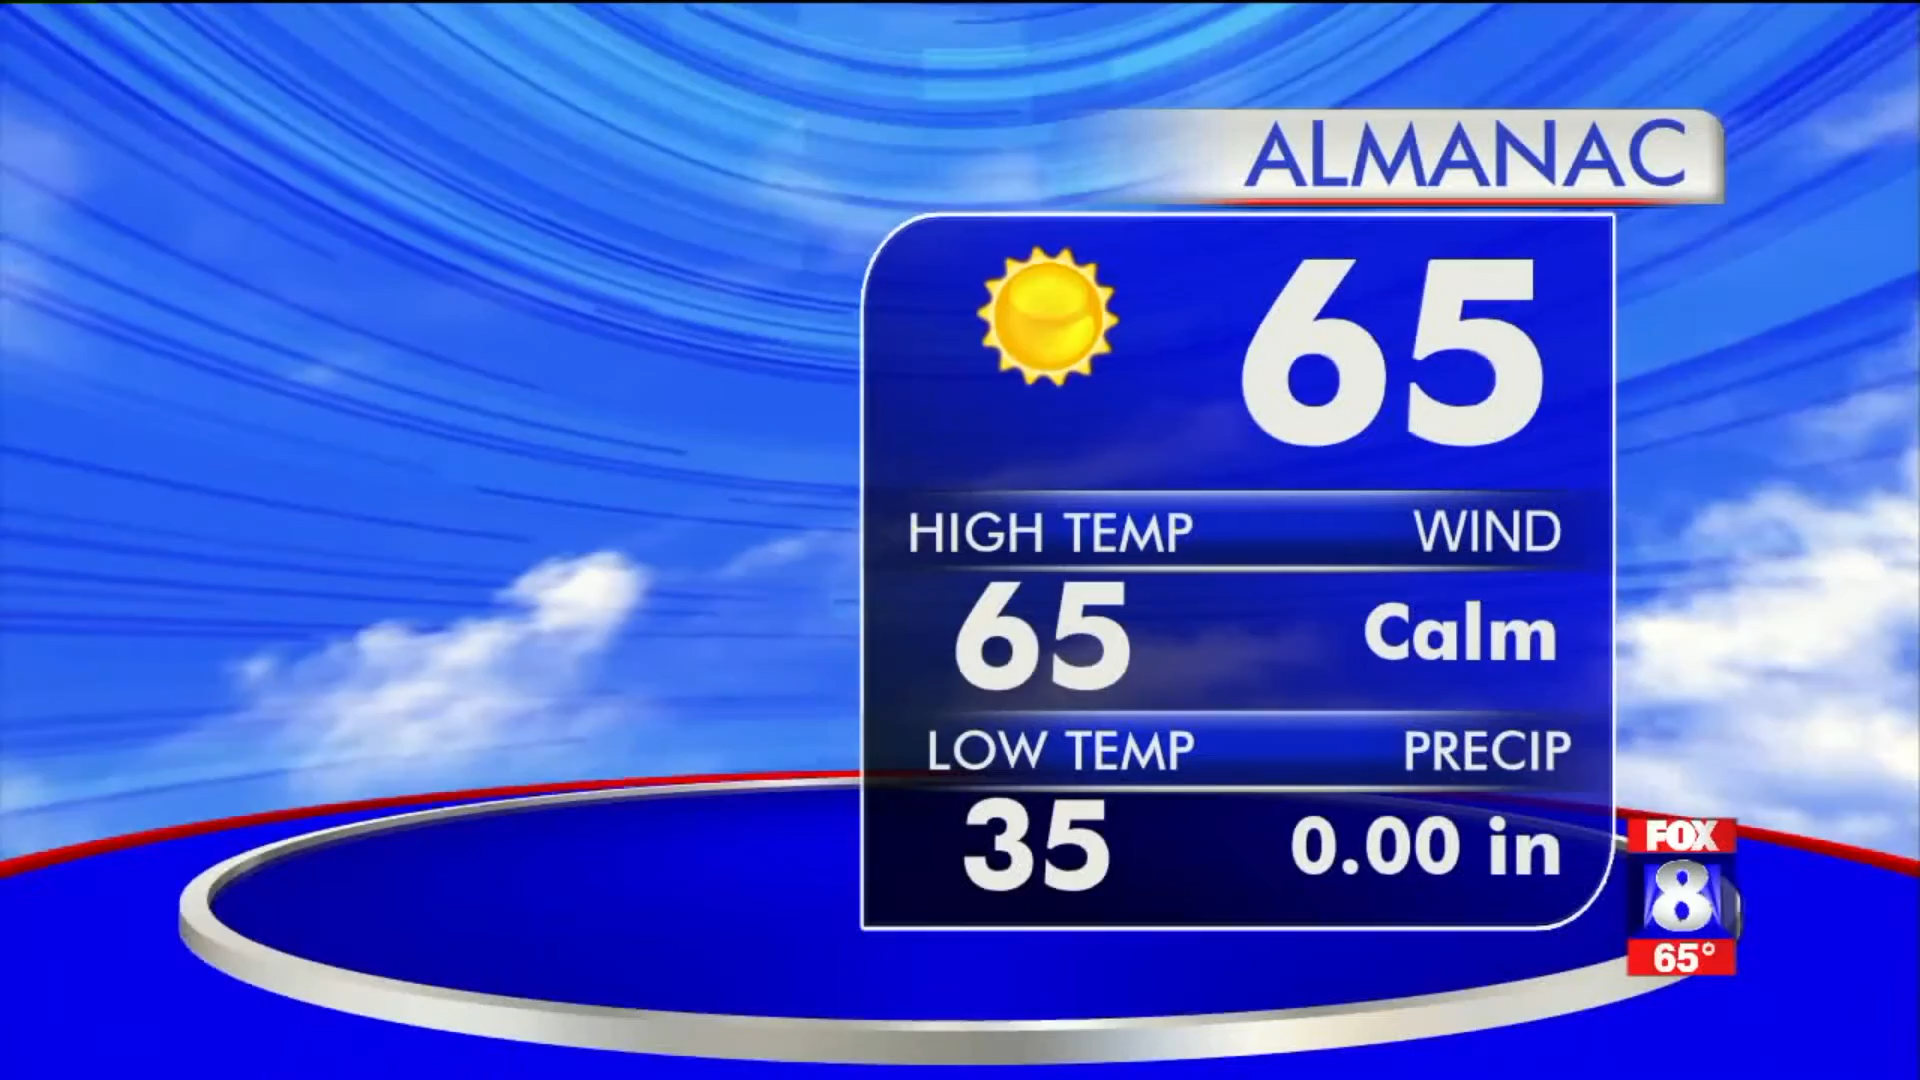 ALMANAC
65
HIGH TEMP WIND
65 Calm
LOW TEMP PRECIP
35 0.00 in
FOX
8
65°